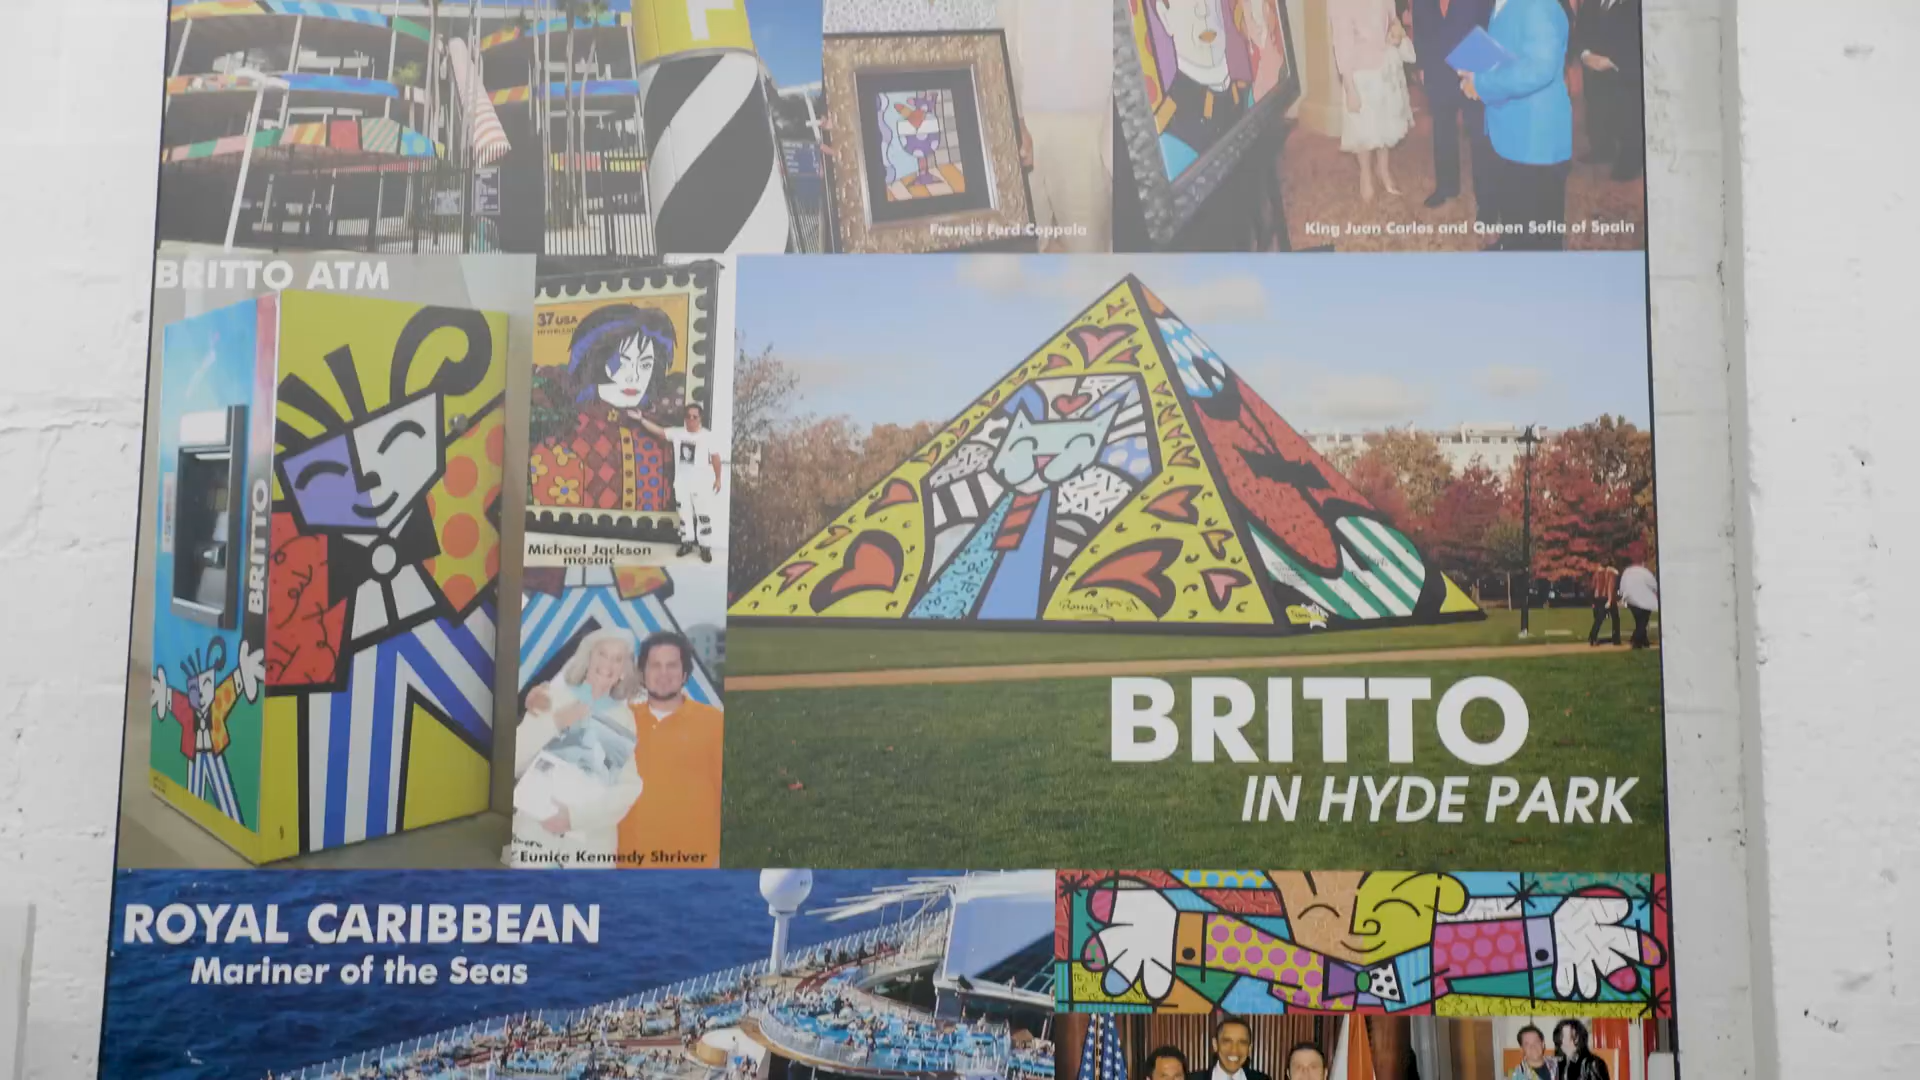 Francis Ford Coppola
King Juan Carlos and Queen Sofia of Spain
BRITTO ATM
37 USA
BRITTO
Michael Jackson
mosaic
Eunice Kennedy Shriver
BRITTO
IN HYDE PARK
ROYAL CARIBBEAN
Mariner of the Seas